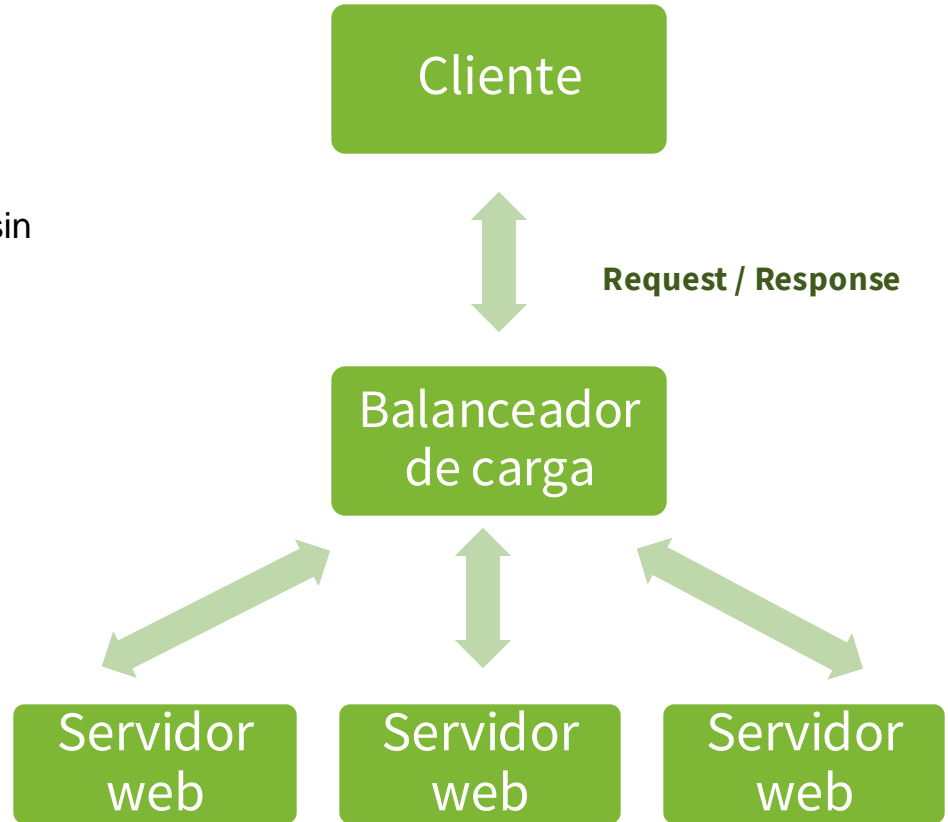 Cliente
sin
Request / Response
Balanceador
de carga
Servidor
web
Servidor
web
Servidor
web